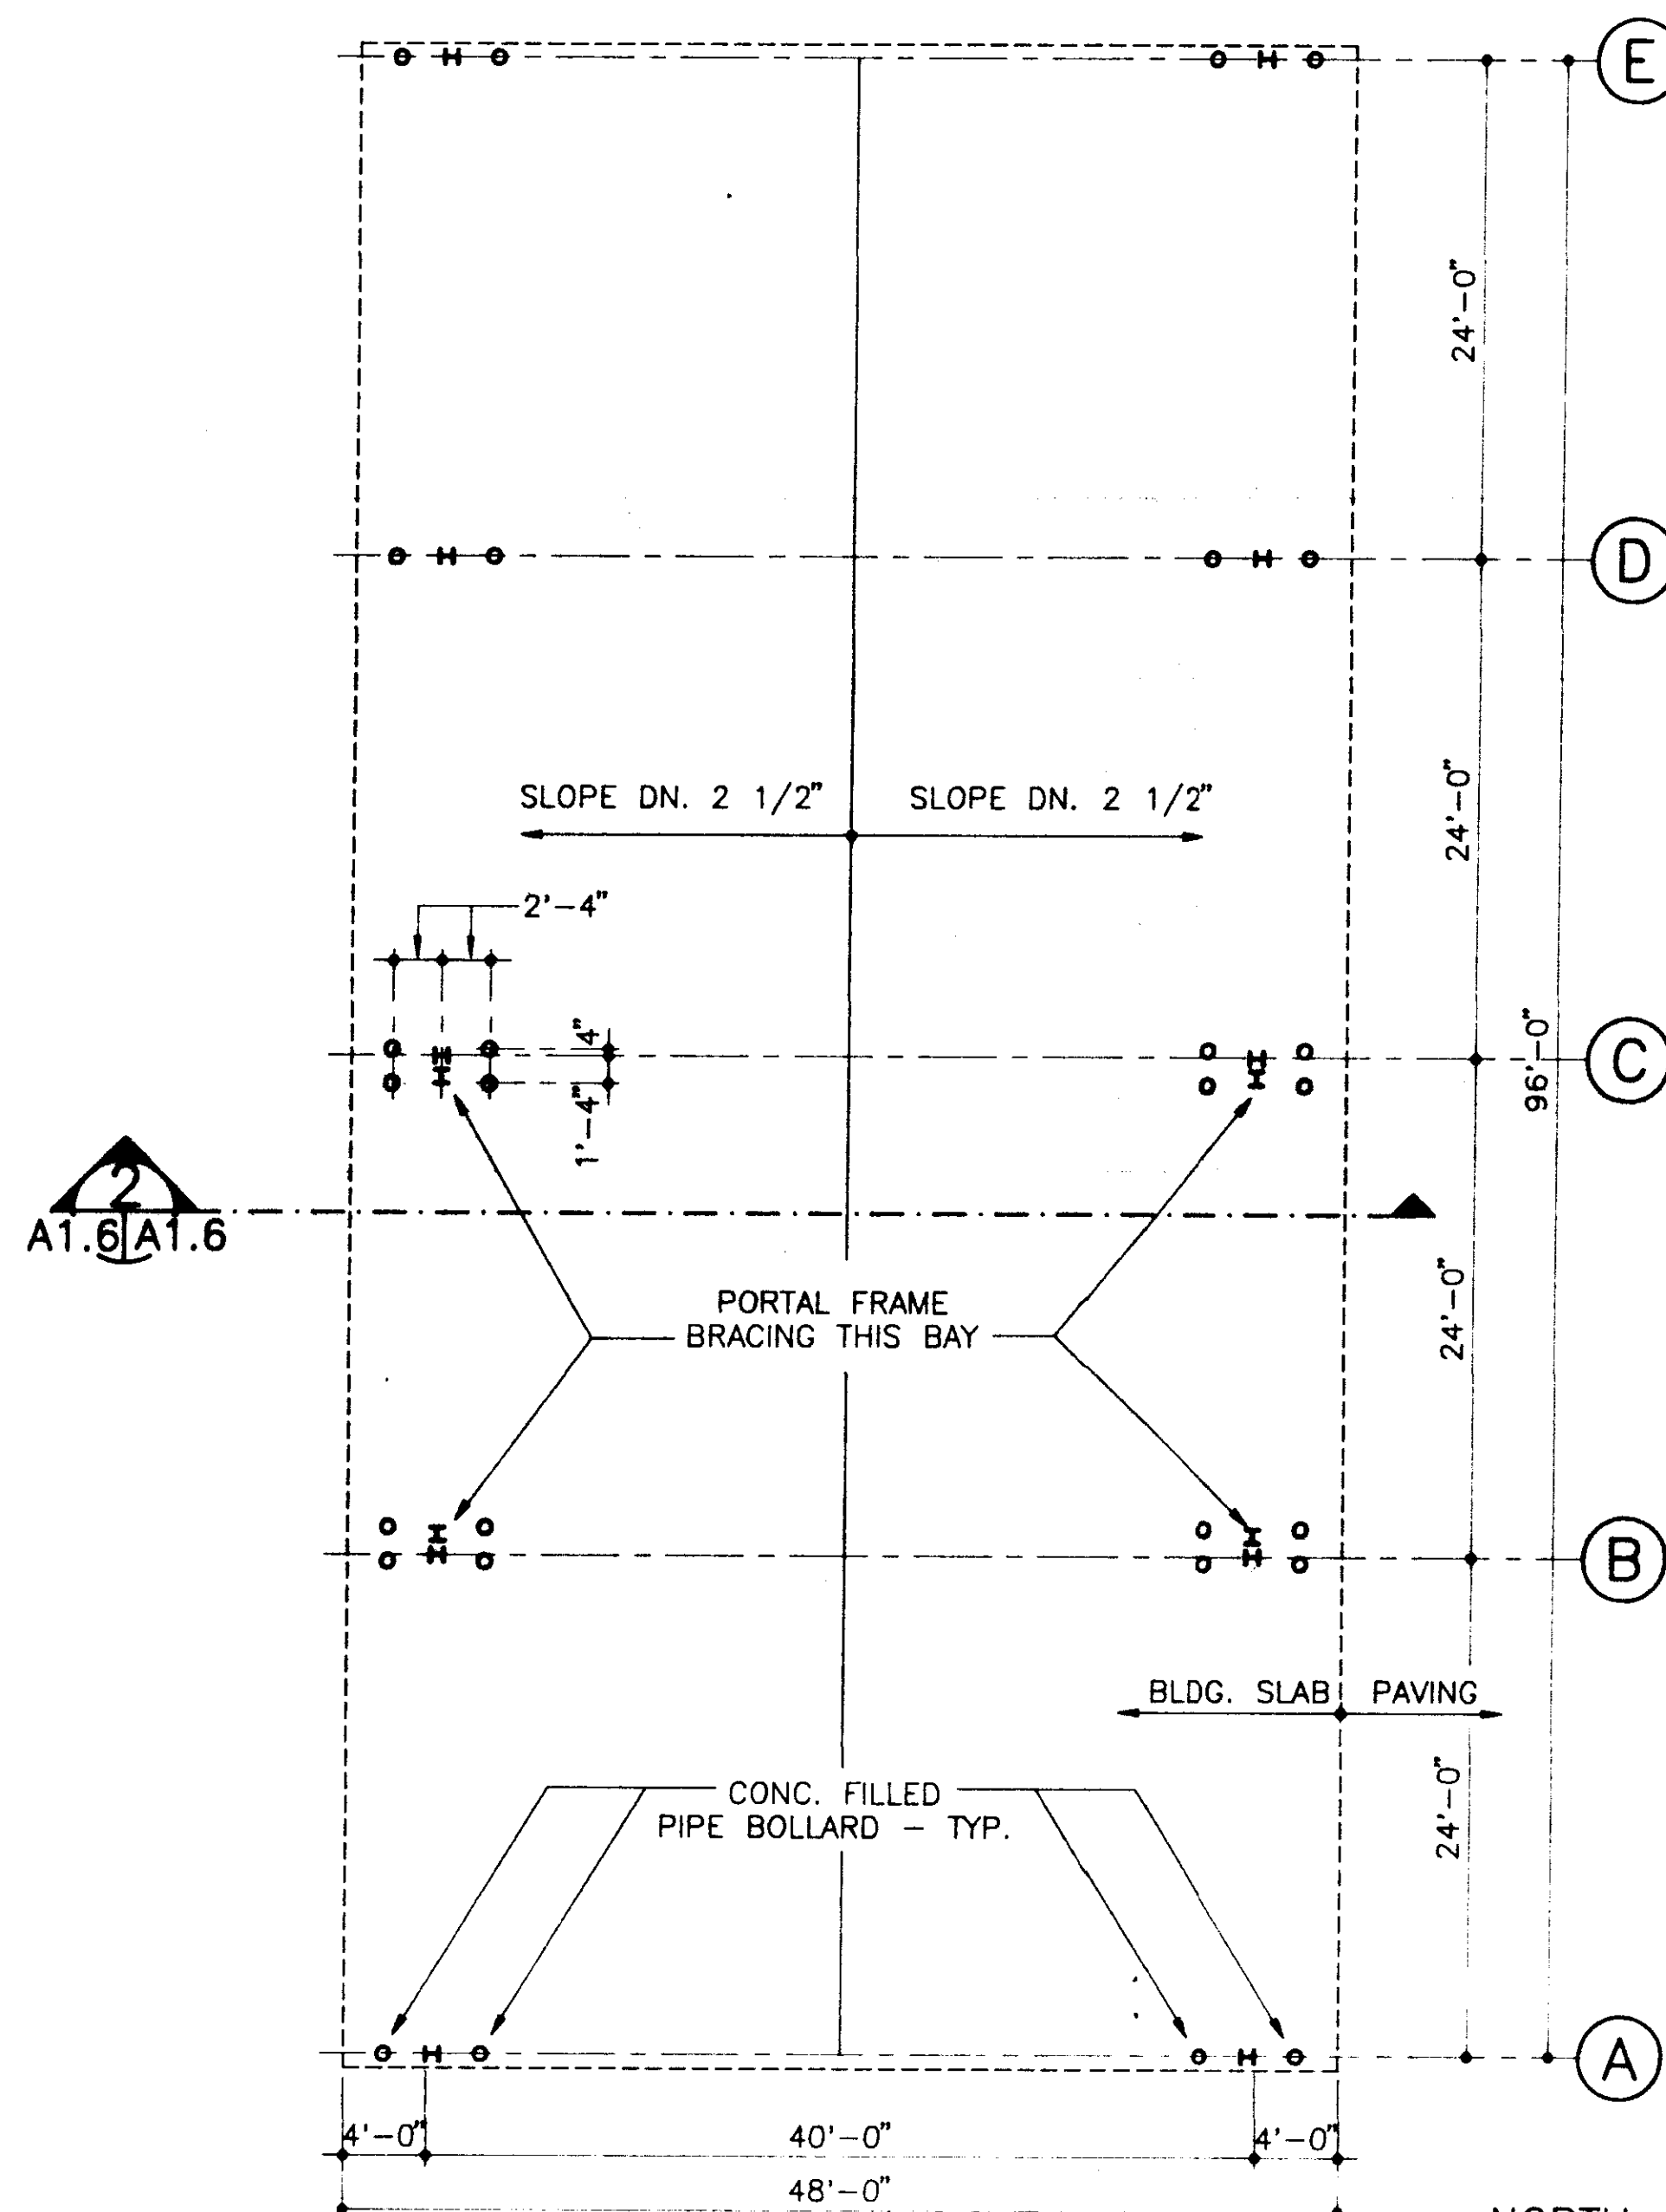 E
24'-0"
D
SLOPE DN. 2 1/2" SLOPE DN. 2 1/2"
24'-0"
2'-4"
4"
1'-4"
C
96'-0"
2
A1.6 A1.6
PORTAL FRAME
BRACING THIS BAY
24'-0"
B
BLDG. SLAB PAVING
24'-0"
CONC. FILLED
PIPE BOLLARD – TYP.
A
4'-0" 40'-0" 4'-0"
48'-0"
NORTH